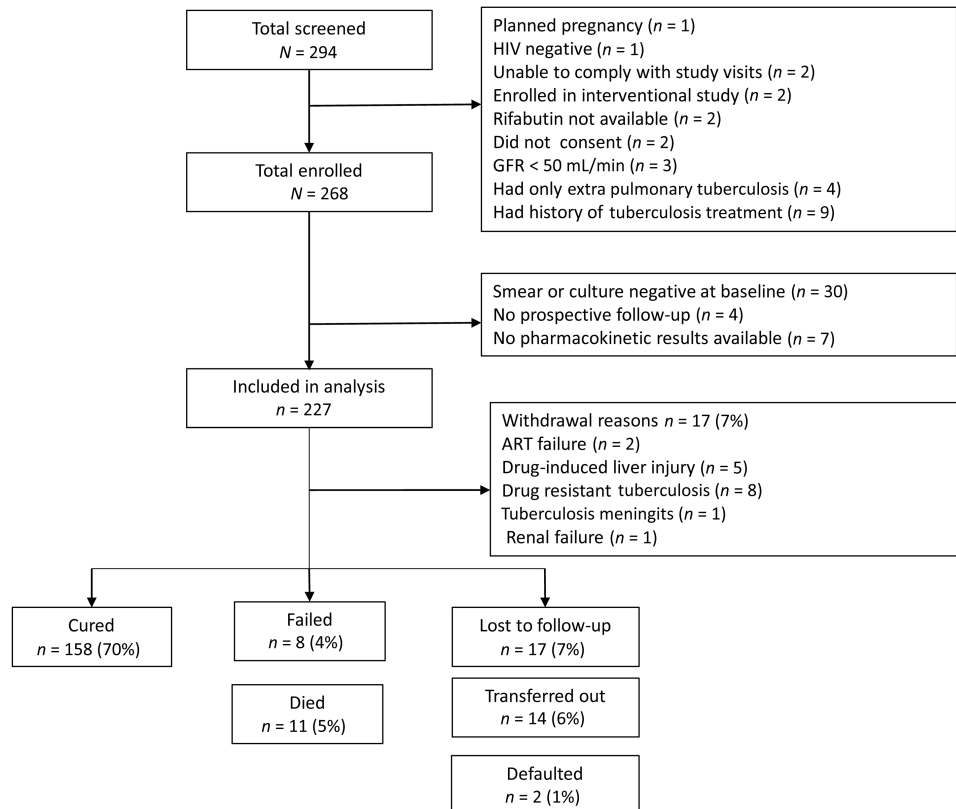 Total screened
N = 294
Planned pregnancy (n = 1)
HIV negative (n = 1)
Unable to comply with study visits (n = 2)
Enrolled in interventional study (n = 2)
Rifabutin not available (n = 2)
Did not consent (n = 2)
GFR < 50 mL/min (n = 3)
Had only extra pulmonary tuberculosis (n = 4)
Had history of tuberculosis treatment (n = 9)
Total enrolled
N = 268
Smear or culture negative at baseline (n = 30)
No prospective follow-up (n = 4)
No pharmacokinetic results available (n = 7)
Included in analysis
n = 227
Withdrawal reasons n = 17 (7%)
ART failure (n = 2)
Drug-induced liver injury (n = 5)
Drug resistant tuberculosis (n = 8)
Tuberculosis meningits (n = 1)
Renal failure (n = 1)
Cured
n = 158 (70%)
Failed
n = 8 (4%)
Lost to follow-up
n = 17 (7%)
Died
n = 11 (5%)
Transferred out
n = 14 (6%)
Defaulted
n = 2 (1%)